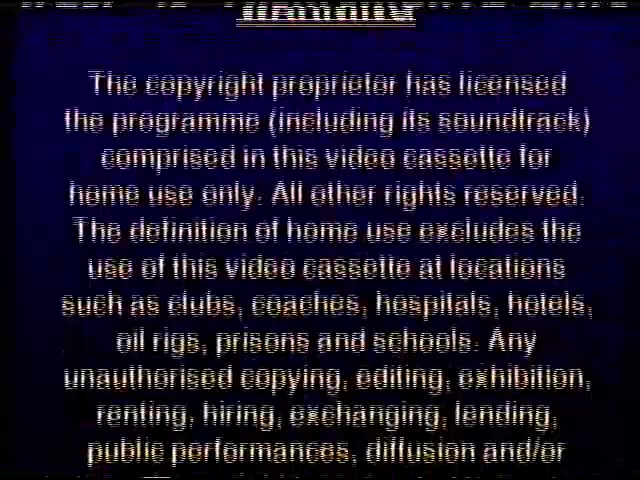 WARNING
The copyright proprietor has licensed
the programme (including its soundtrack)
comprised in this video cassette for
home use only. All other rights reserved.
The definition of home use excludes the
use of this video cassette at locations
such as clubs, coaches, hospitals, hotels,
oil rigs, prisons and schools. Any
unauthorised copying, editing, exhibition,
renting, hiring, exchanging, lending,
public performances, diffusion and/or